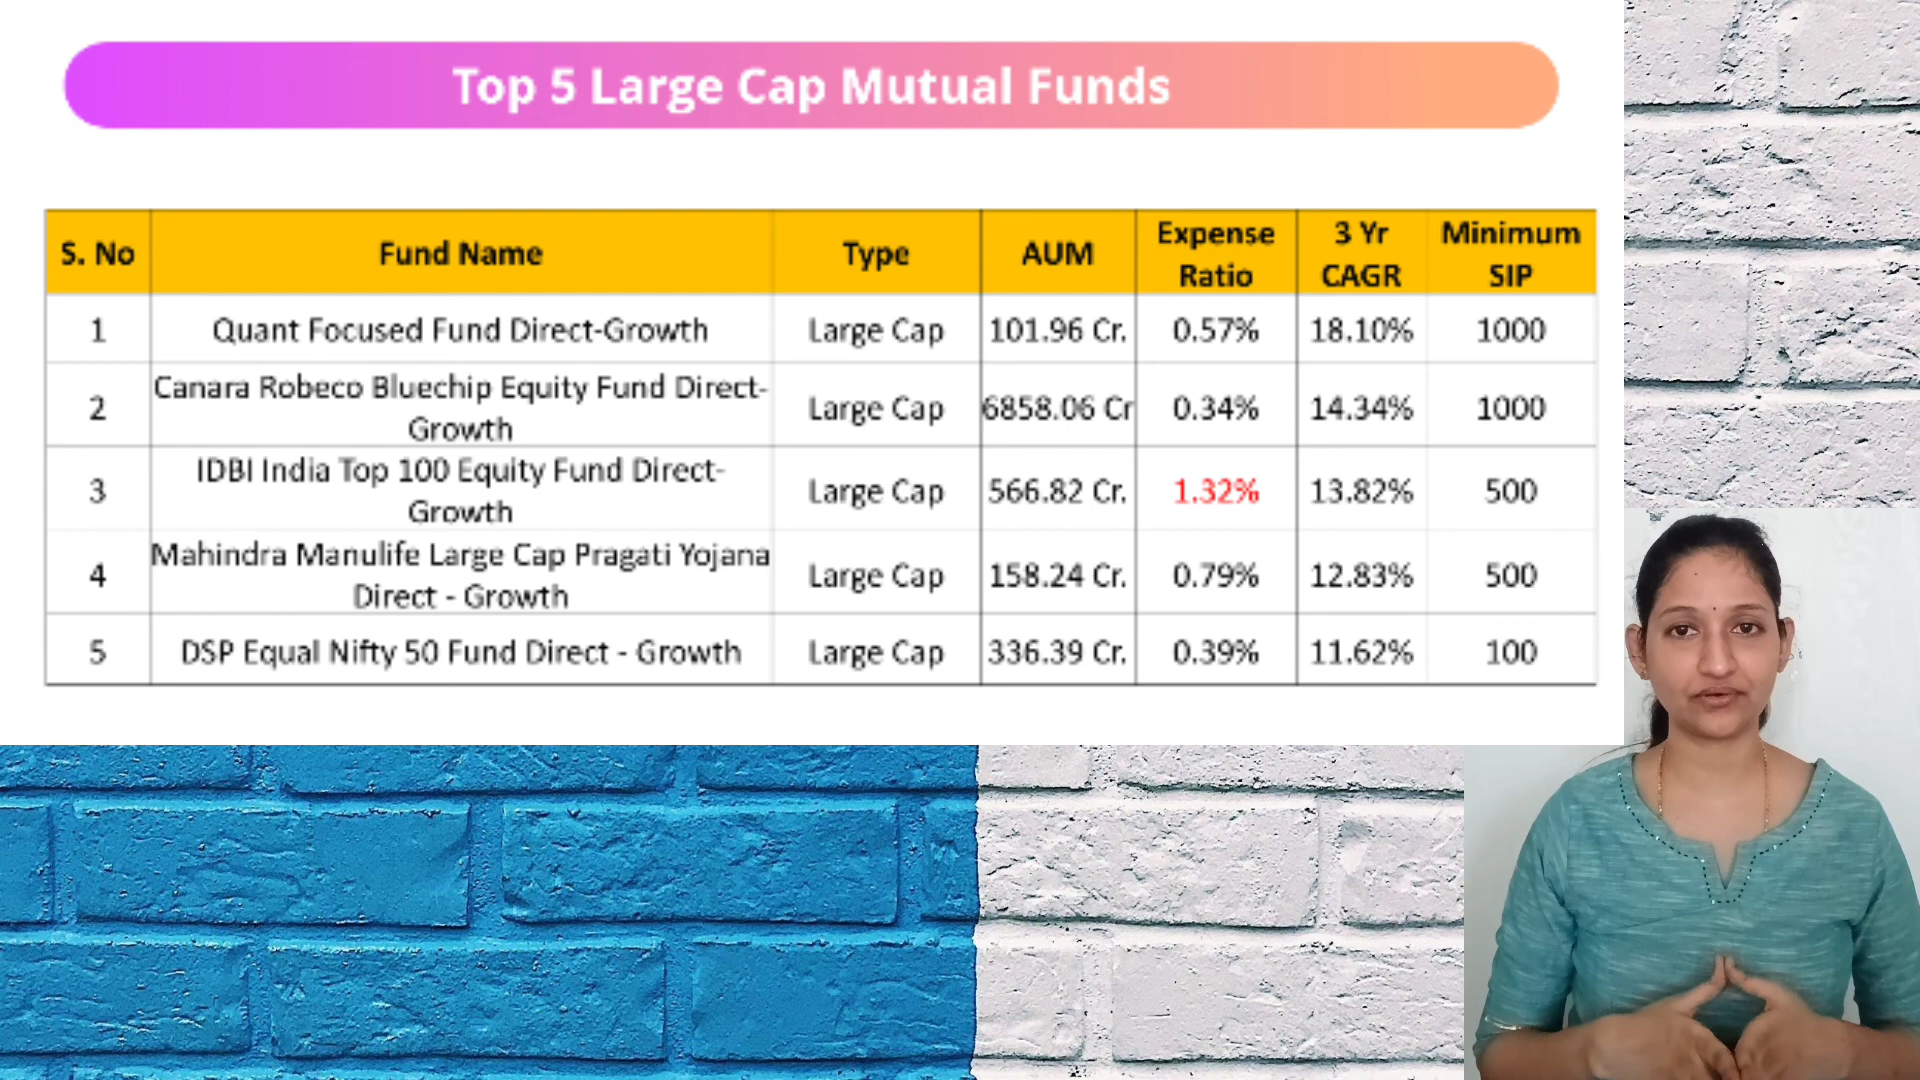 Top 5 Large Cap Mutual Funds
S. No Fund Name Type AUM Expense Ratio 3 Yr CAGR Minimum SIP
1 Quant Focused Fund Direct-Growth Large Cap 101.96 Cr. 0.57% 18.10% 1000
2 Canara Robeco Bluechip Equity Fund Direct-Growth Large Cap 6858.06 Cr 0.34% 14.34% 1000
3 IDBI India Top 100 Equity Fund Direct-Growth Large Cap 566.82 Cr. 1.32% 13.82% 500
4 Mahindra Manulife Large Cap Pragati Yojana Direct - Growth Large Cap 158.24 Cr. 0.79% 12.83% 500
5 DSP Equal Nifty 50 Fund Direct - Growth Large Cap 336.39 Cr. 0.39% 11.62% 100